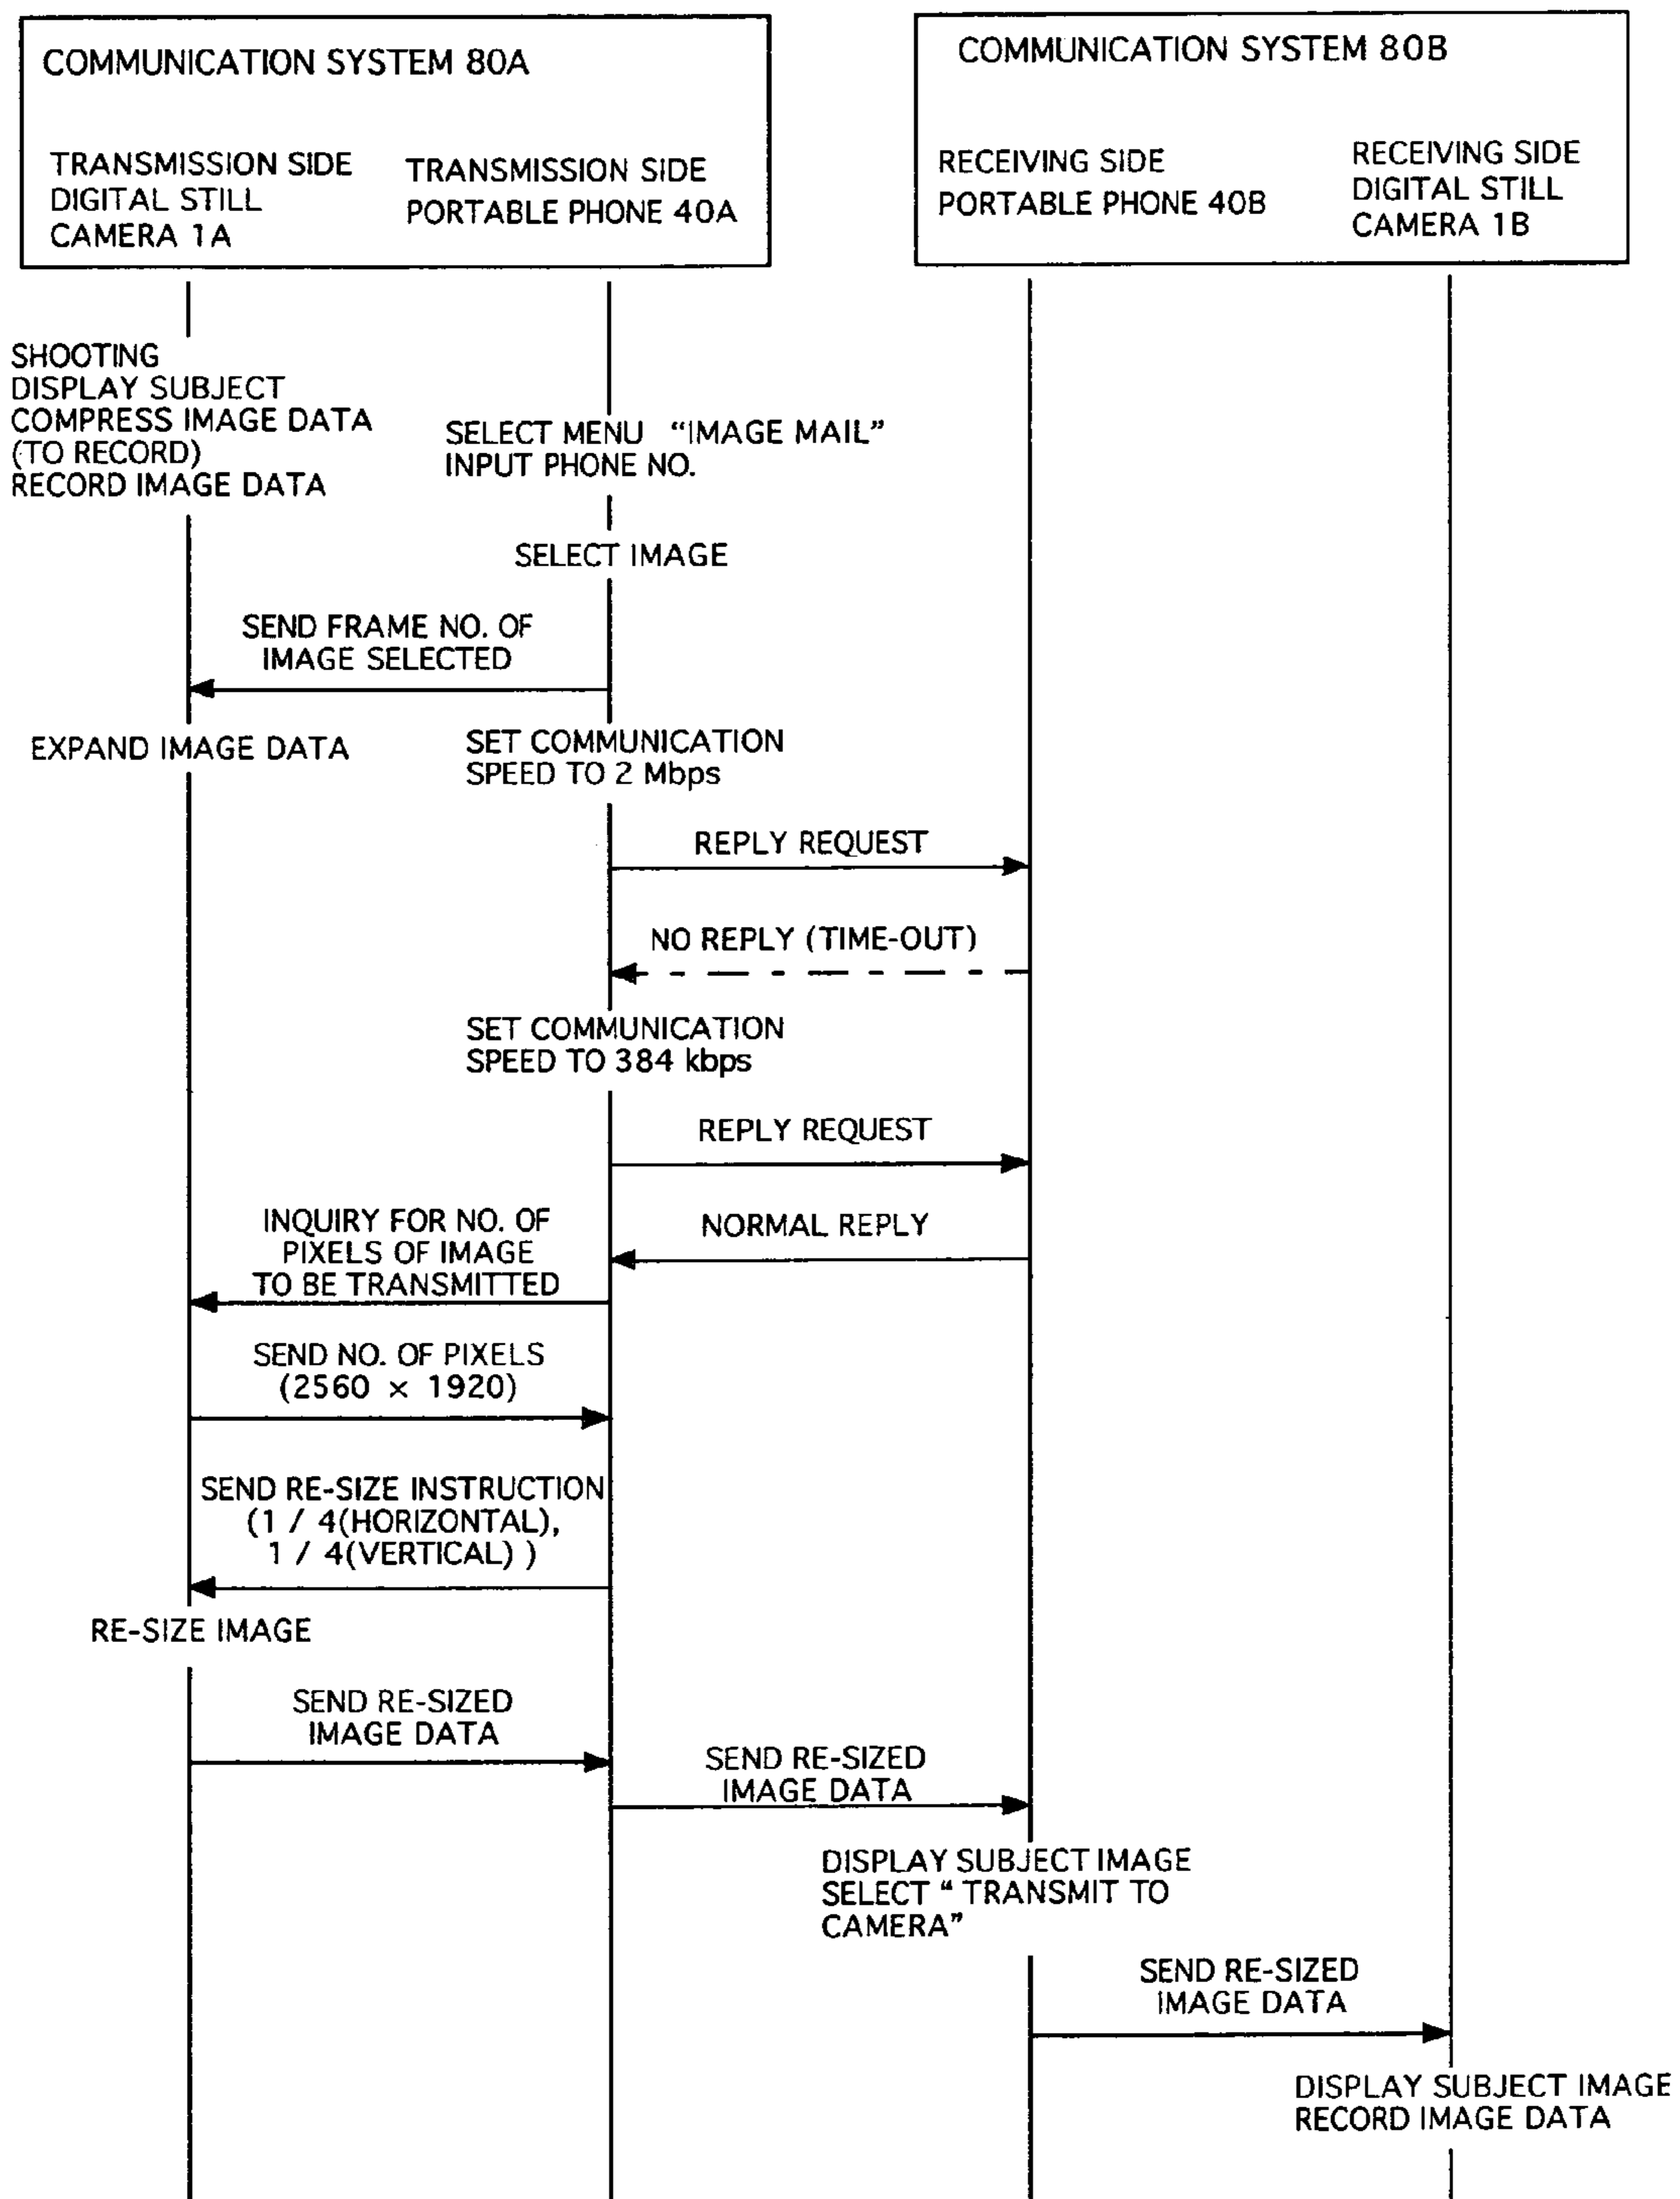 COMMUNICATION SYSTEM 80A
TRANSMISSION SIDE
DIGITAL STILL
CAMERA 1A
TRANSMISSION SIDE
PORTABLE PHONE 40A
COMMUNICATION SYSTEM 80B
RECEIVING SIDE
PORTABLE PHONE 40B
RECEIVING SIDE
DIGITAL STILL
CAMERA 1B
SHOOTING
DISPLAY SUBJECT
COMPRESS IMAGE DATA
(TO RECORD)
RECORD IMAGE DATA
SELECT MENU “IMAGE MAIL”
INPUT PHONE NO.
SELECT IMAGE
SEND FRAME NO. OF
IMAGE SELECTED
EXPAND IMAGE DATA
SET COMMUNICATION
SPEED TO 2 Mbps
REPLY REQUEST
NO REPLY (TIME-OUT)
SET COMMUNICATION
SPEED TO 384 kbps
REPLY REQUEST
NORMAL REPLY
INQUIRY FOR NO. OF
PIXELS OF IMAGE
TO BE TRANSMITTED
SEND NO. OF PIXELS
(2560 × 1920)
SEND RE-SIZE INSTRUCTION
(1 / 4(HORIZONTAL),
1 / 4(VERTICAL) )
RE-SIZE IMAGE
SEND RE-SIZED
IMAGE DATA
SEND RE-SIZED
IMAGE DATA
DISPLAY SUBJECT IMAGE
SELECT “ TRANSMIT TO
CAMERA”
SEND RE-SIZED
IMAGE DATA
DISPLAY SUBJECT IMAGE
RECORD IMAGE DATA